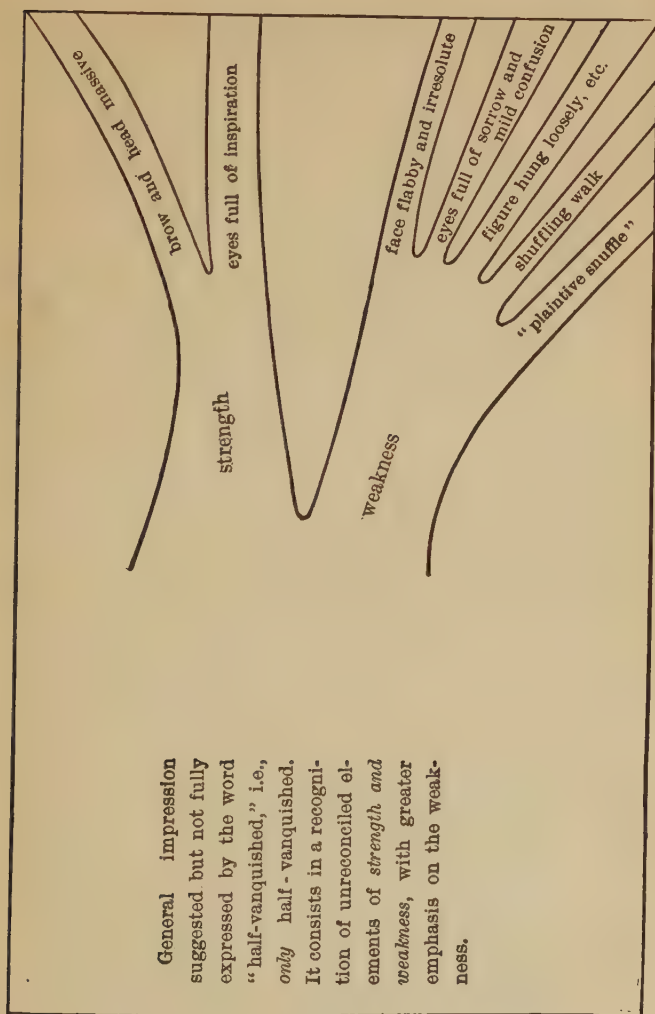 General impression
suggested but not fully
expressed by the word
“half-vanquished,” i.e.,
only half-vanquished.
It consists in a recogni-
tion of unreconciled el-
ements of strength and
weakness, with greater
emphasis on the weak-
ness.
strength
brow and head massive
eyes full of inspiration
weakness
face flabby and irresolute
eyes full of sorrow and
mild confusion
figure hung loosely, etc.
shuffling walk
“plaintive snuffle”